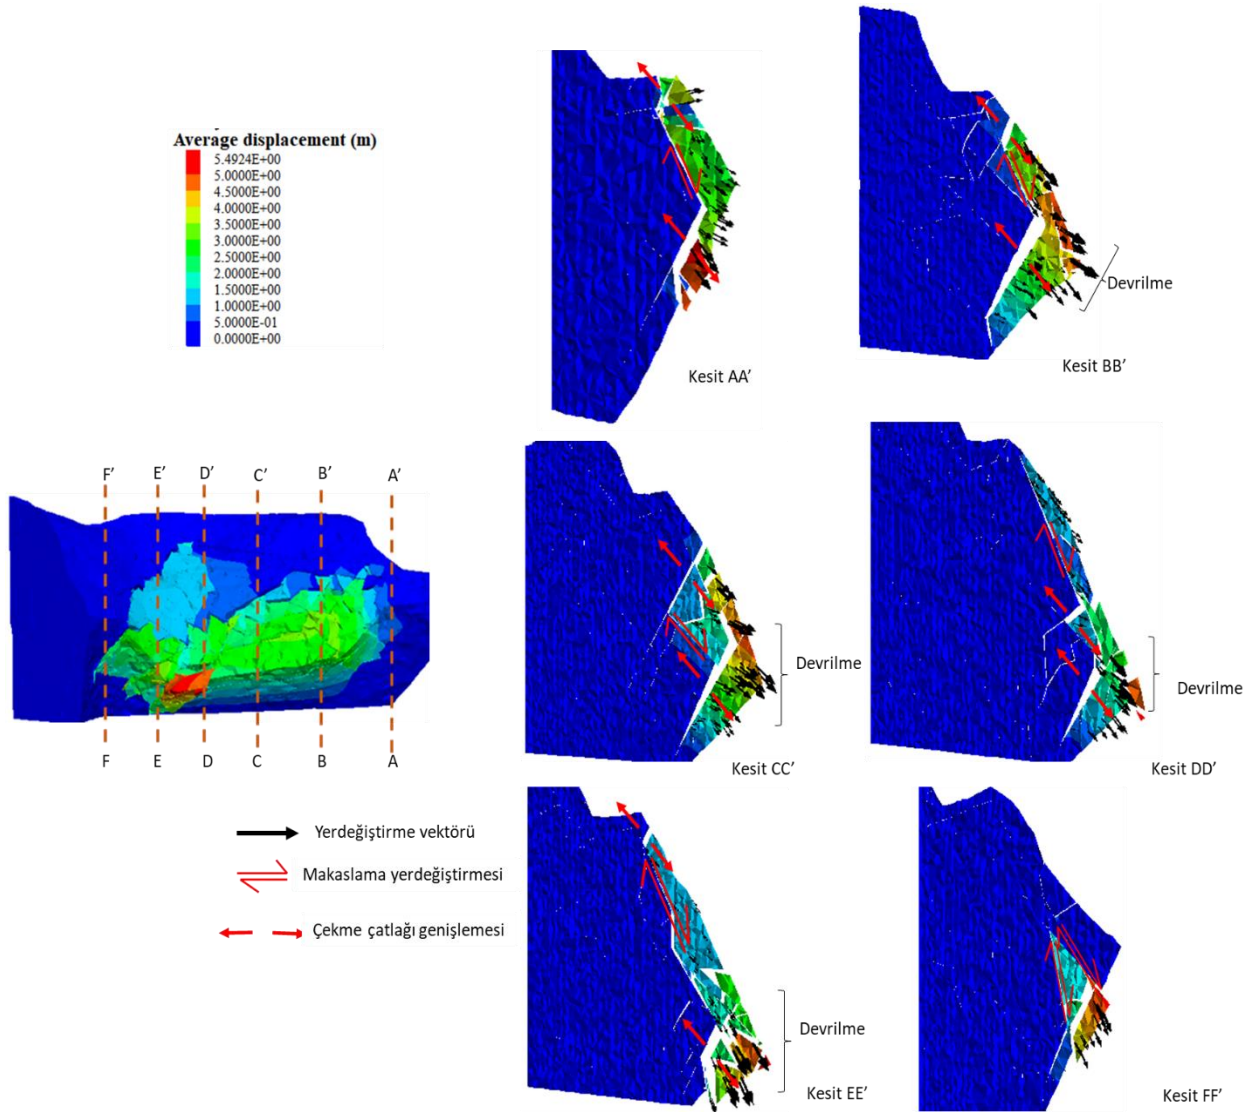 Average displacement (m)
5.4924E+00
5.0000E+00
4.5000E+00
4.0000E+00
3.5000E+00
3.0000E+00
2.5000E+00
2.0000E+00
1.5000E+00
1.0000E+00
5.0000E-01
0.0000E+00
Kesit AA’
Devrilme
Kesit BB’
F’ E’ D’ C’ B’ A’
F E D C B A
Devrilme
Kesit CC’
Devrilme
Kesit DD’
Yerdeğiştirme vektörü
Makaslama yerdeğiştirmesi
Çekme çatlağı genişlemesi
Devrilme
Kesit EE’
Kesit FF’